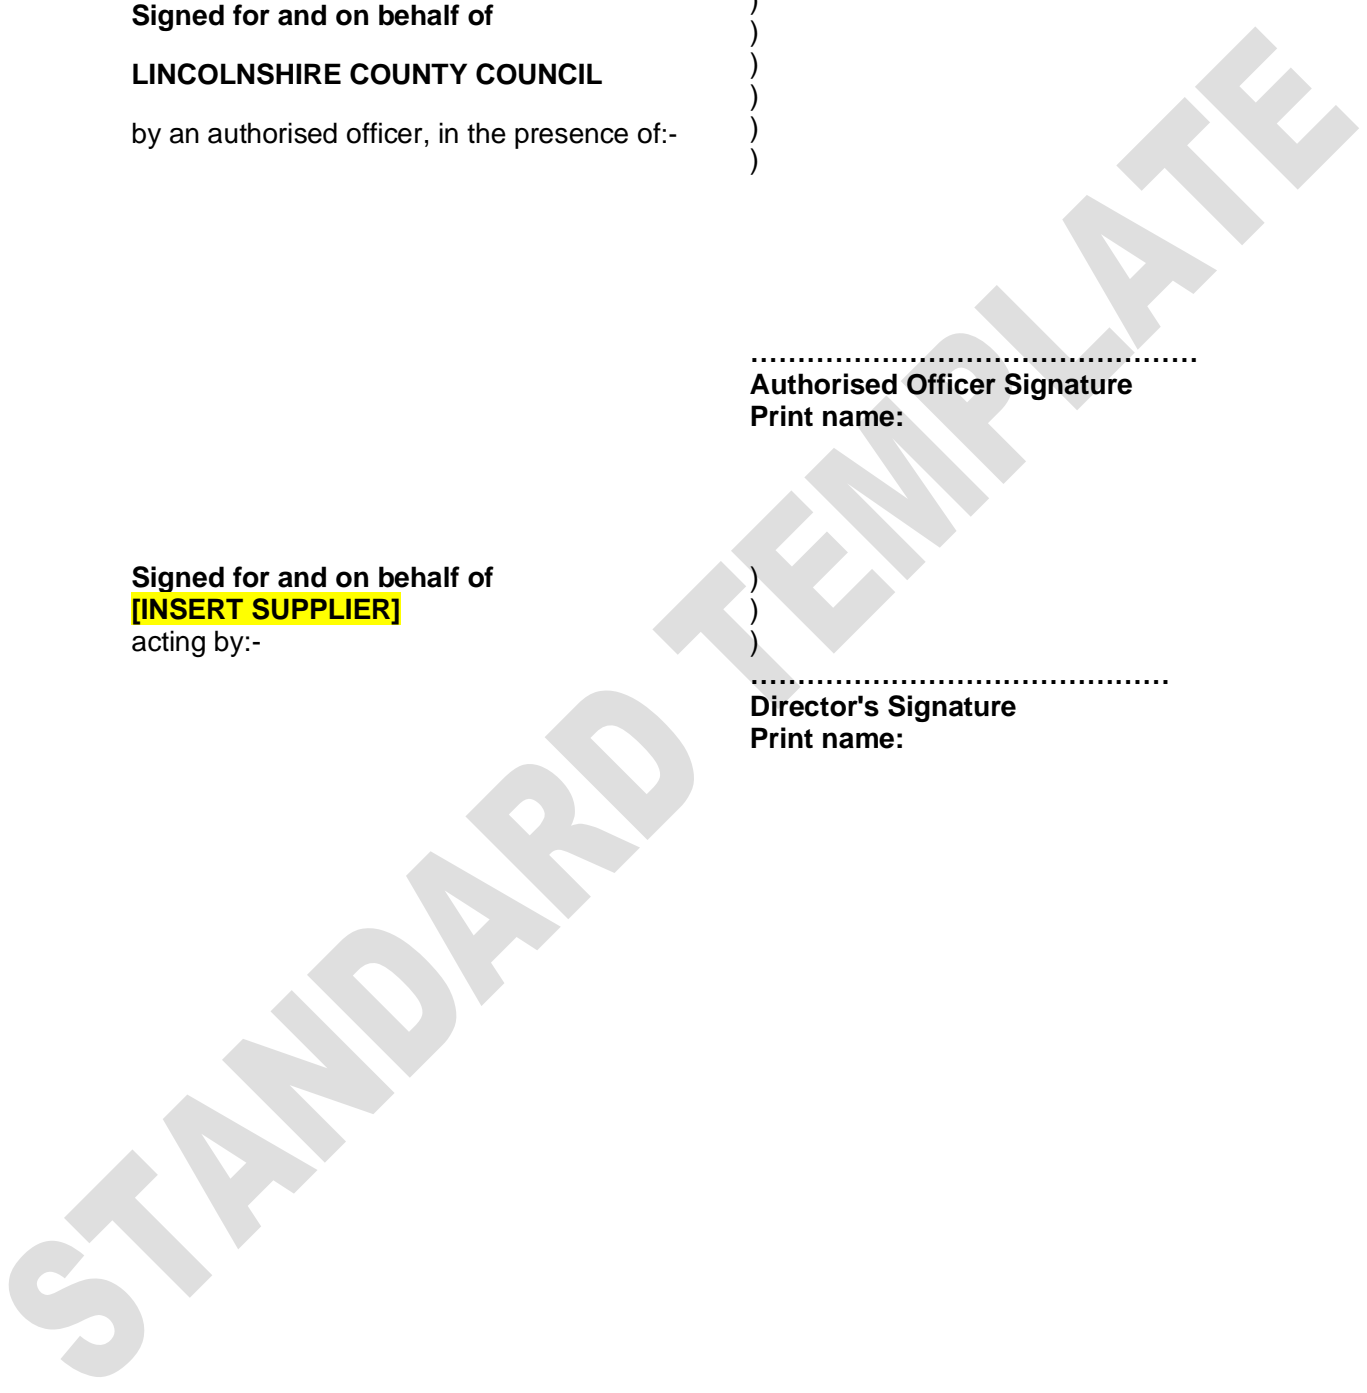 Signed for and on behalf of )
)
LINCOLNSHIRE COUNTY COUNCIL )
)
by an authorised officer, in the presence of:- )
)
…………………………………………
Authorised Officer Signature
Print name:
Signed for and on behalf of )
[INSERT SUPPLIER] )
acting by:- )
………………………………………
Director's Signature
Print name:
STANDARD TEMPLATE